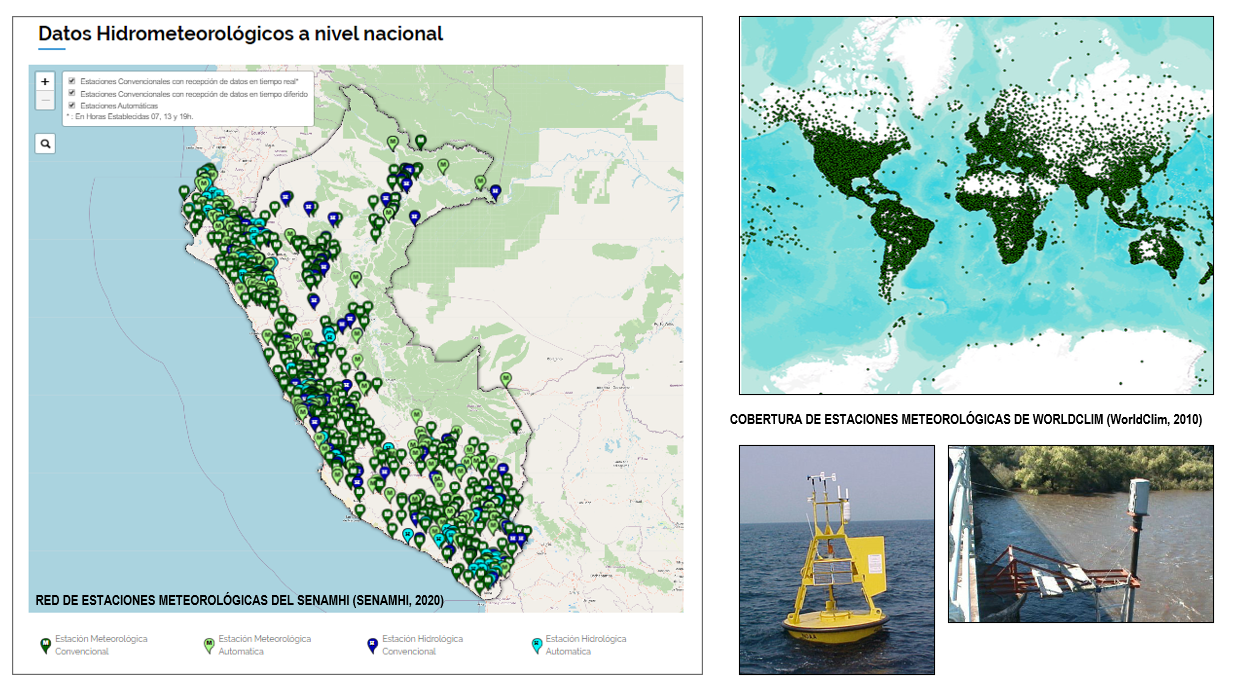 Datos Hidrometeorológicos a nivel nacional
+
Estaciones Convencionales con recepción de datos en tiempo real*
Estaciones Convencionales con recepción de datos en tiempo diferido
Estaciones Automáticas
* : En Horas Establecidas 07, 13 y 19h.
RED DE ESTACIONES METEOROLÓGICAS DEL SENAMHI (SENAMHI, 2020)
Estación Meteorológica
Convencional
Estación Meteorológica
Automatica
Estación Hidrológica
Convencional
Estación Hidrológica
Automatica
COBERTURA DE ESTACIONES METEOROLÓGICAS DE WORLDCLIM (WorldClim, 2010)